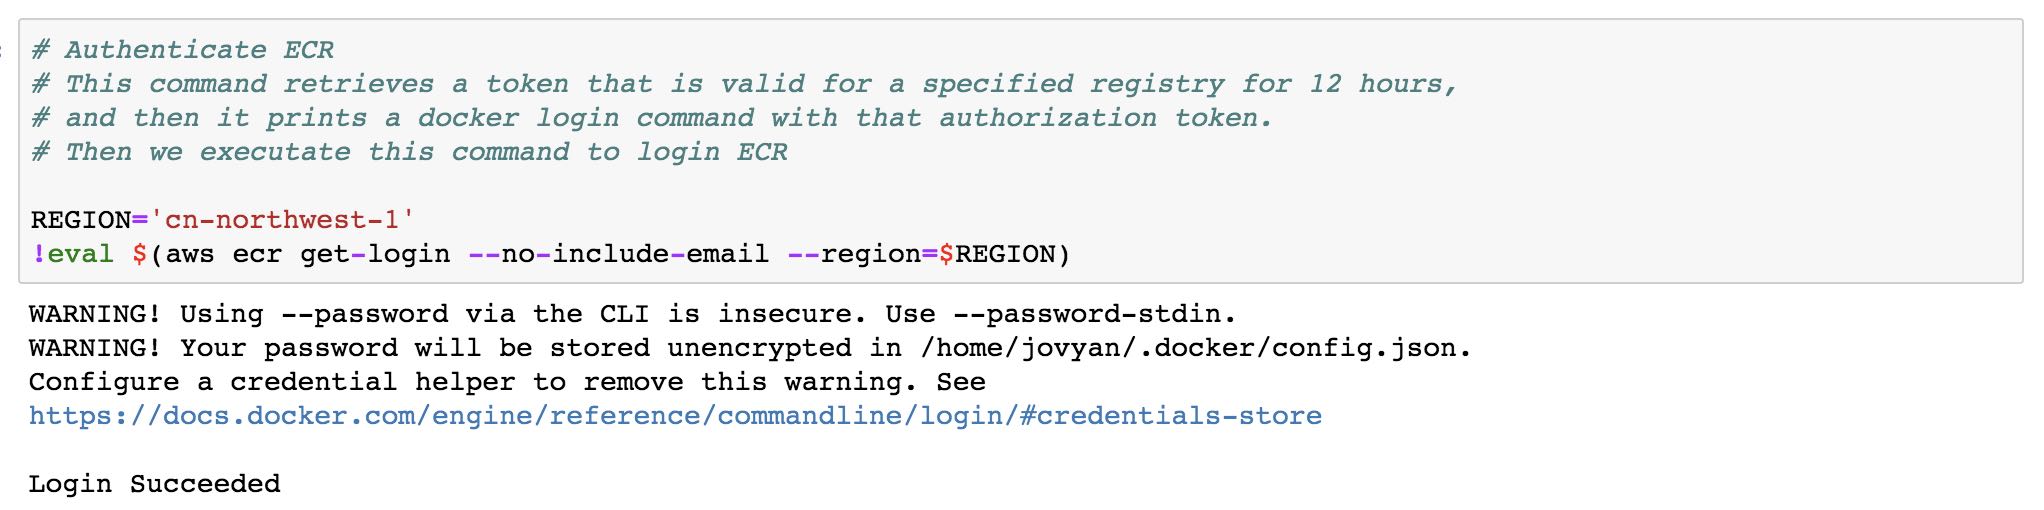 # Authenticate ECR
# This command retrieves a token that is valid for a specified registry for 12 hours,
# and then it prints a docker login command with that authorization token.
# Then we executate this command to login ECR
REGION='cn-northwest-1'
!eval $(aws ecr get-login --no-include-email --region=$REGION)
WARNING! Using --password via the CLI is insecure. Use --password-stdin.
WARNING! Your password will be stored unencrypted in /home/jovyan/.docker/config.json.
Configure a credential helper to remove this warning. See
https://docs.docker.com/engine/reference/commandline/login/#credentials-store
Login Succeeded